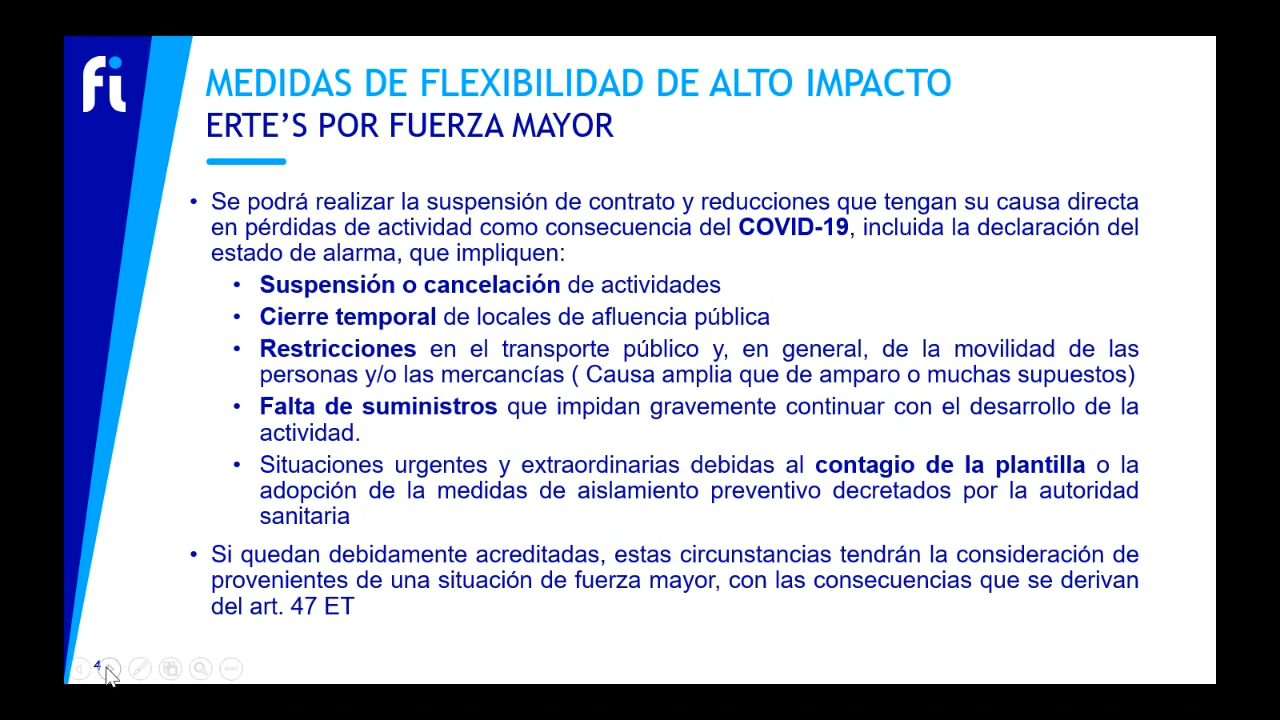 fi
MEDIDAS DE FLEXIBILIDAD DE ALTO IMPACTO
ERTE’S POR FUERZA MAYOR
• Se podrá realizar la suspensión de contrato y reducciones que tengan su causa directa
en pérdidas de actividad como consecuencia del COVID-19, incluida la declaración del
estado de alarma, que impliquen:
• Suspensión o cancelación de actividades
• Cierre temporal de locales de afluencia pública
• Restricciones en el transporte público y, en general, de la movilidad de las
personas y/o las mercancías ( Causa amplia que de amparo o muchas supuestos)
• Falta de suministros que impidan gravemente continuar con el desarrollo de la
actividad.
• Situaciones urgentes y extraordinarias debidas al contagio de la plantilla o la
adopción de la medidas de aislamiento preventivo decretados por la autoridad
sanitaria
• Si quedan debidamente acreditadas, estas circunstancias tendrán la consideración de
provenientes de una situación de fuerza mayor, con las consecuencias que se derivan
del art. 47 ET
4